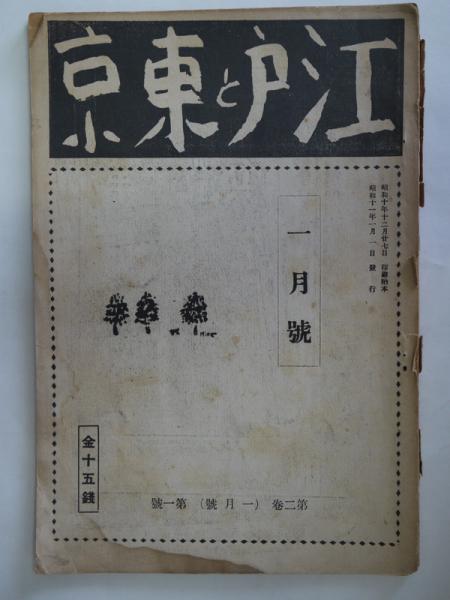 江戸と東京
昭和十年十二月廿七日 印刷納本
昭和十一年一月一日 發行
一月號
金十五錢
第二卷 (一月號) 第一號